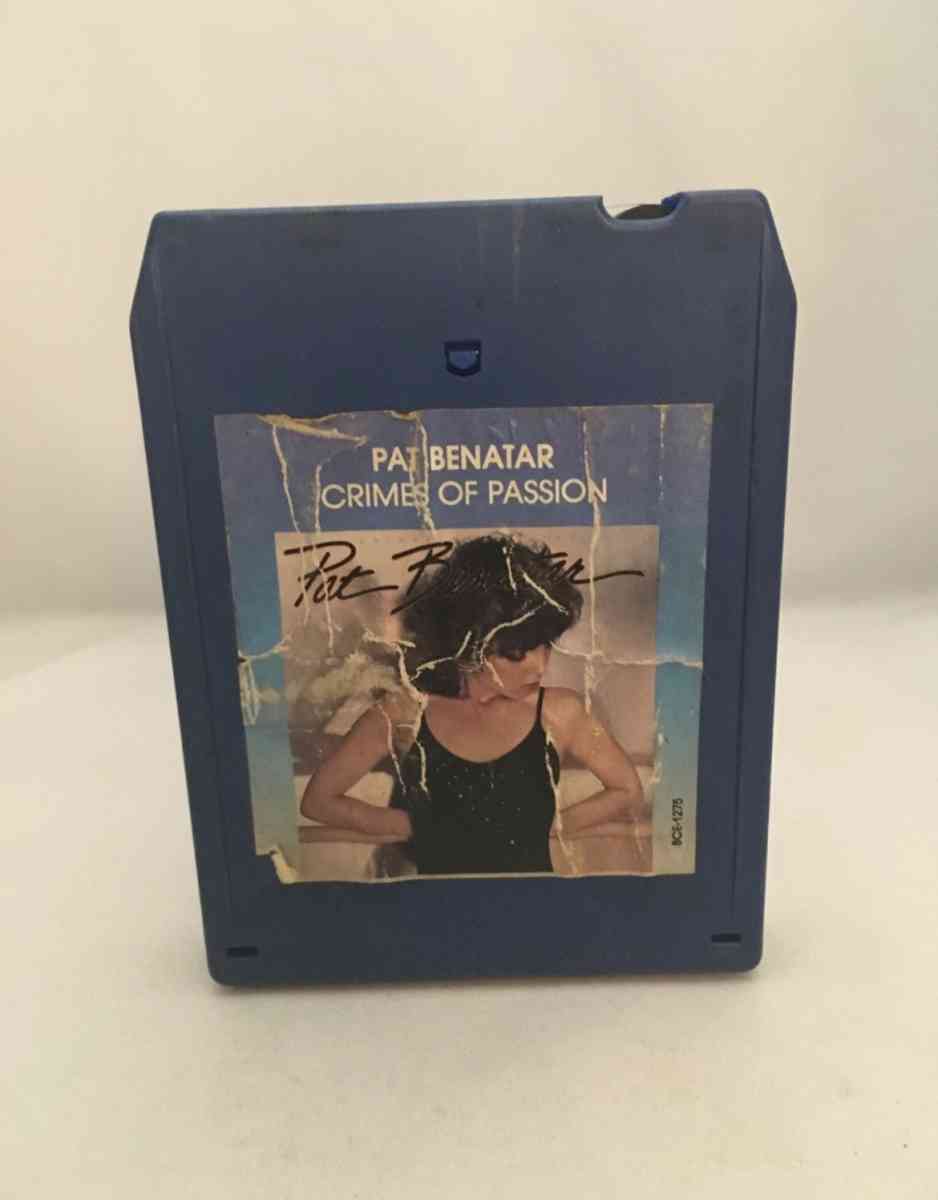 PAT BENATAR
CRIMES OF PASSION
Pat Benatar
8CE-1275